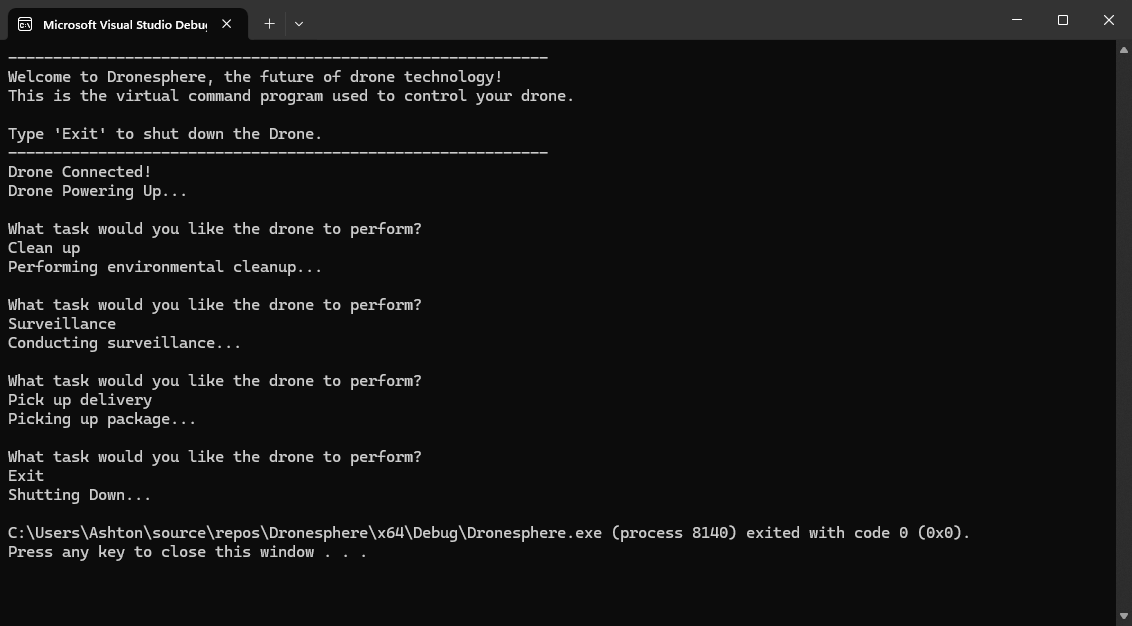 Microsoft Visual Studio Debug
------------------------------------------------------------
Welcome to Dronesphere, the future of drone technology!
This is the virtual command program used to control your drone.
Type 'Exit' to shut down the Drone.
------------------------------------------------------------
Drone Connected!
Drone Powering Up...
What task would you like the drone to perform?
Clean up
Performing environmental cleanup...
What task would you like the drone to perform?
Surveillance
Conducting surveillance...
What task would you like the drone to perform?
Pick up delivery
Picking up package...
What task would you like the drone to perform?
Exit
Shutting Down...
C:\Users\Ashton\source\repos\Dronesphere\x64\Debug\Dronesphere.exe (process 8140) exited with code 0 (0x0).
Press any key to close this window . . .